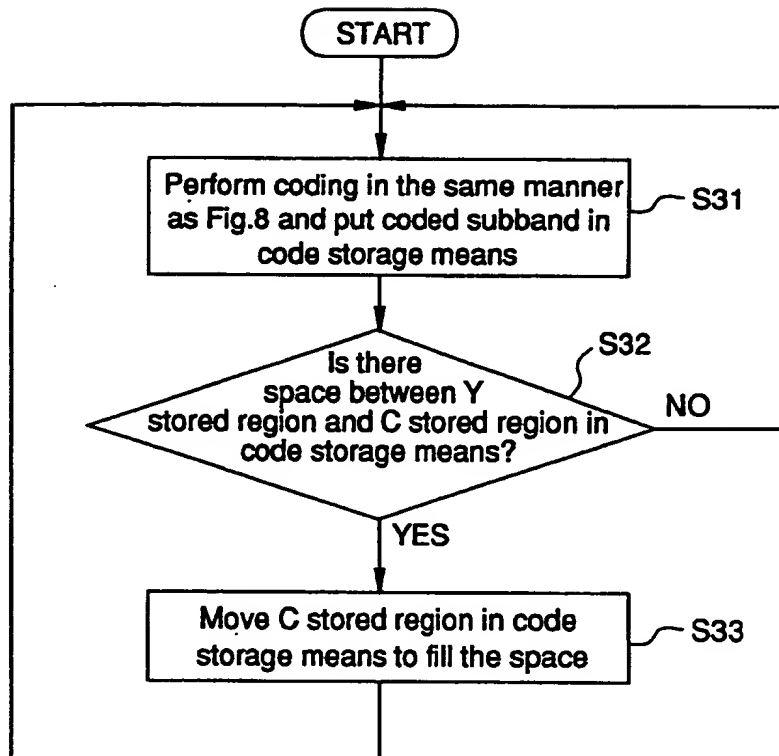 START
Perform coding in the same manner
as Fig.8 and put coded subband in
code storage means
S31
Is there
space between Y
stored region and C stored region in
code storage means?
S32
NO
YES
Move C stored region in code
storage means to fill the space
S33